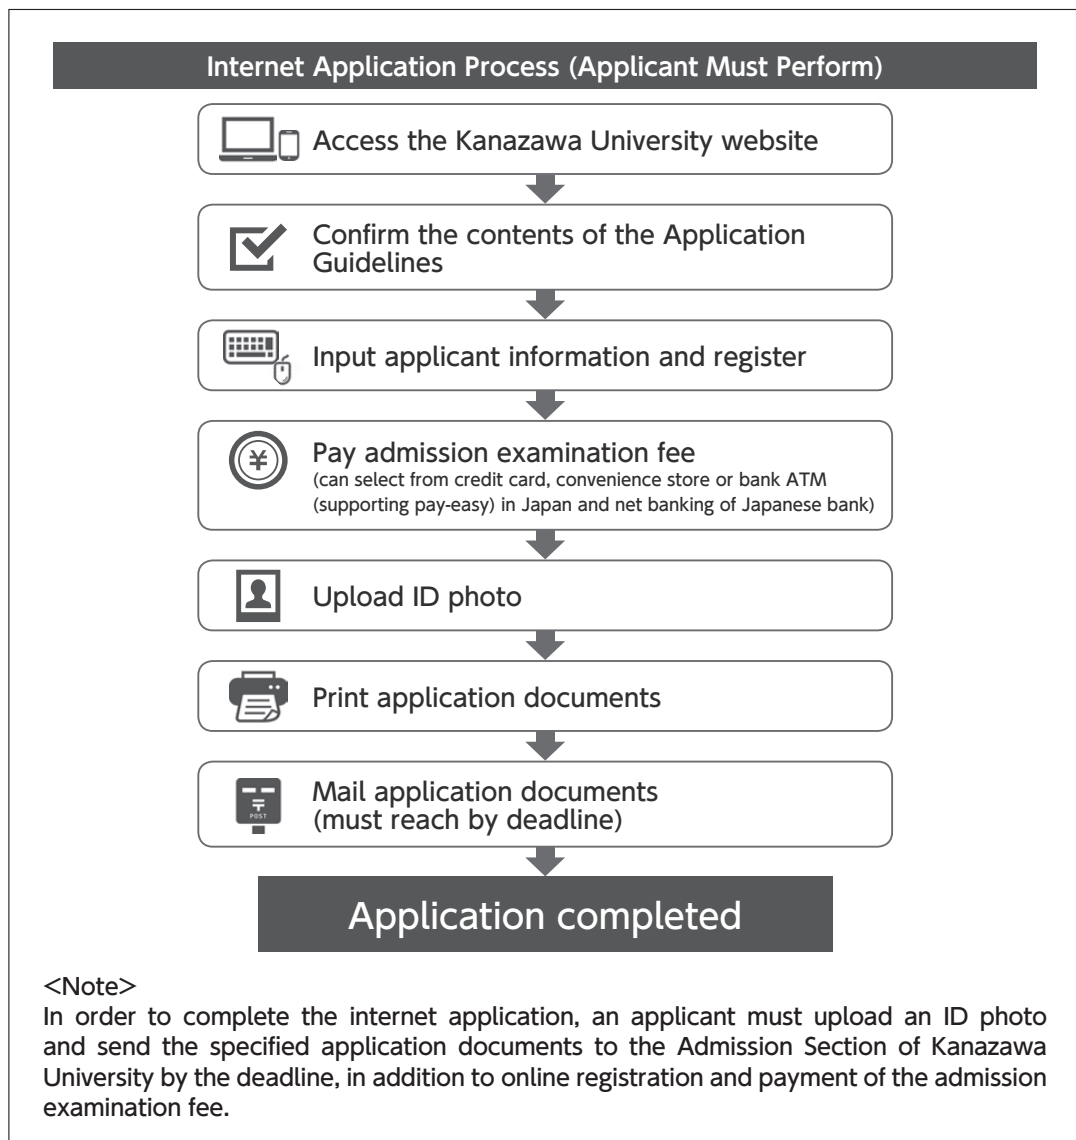 Internet Application Process (Applicant Must Perform)
Access the Kanazawa University website
Confirm the contents of the Application
Guidelines
Input applicant information and register
¥
Pay admission examination fee
(can select from credit card, convenience store or bank ATM
(supporting pay-easy) in Japan and net banking of Japanese bank)
Upload ID photo
Print application documents
〒
POST
Mail application documents
(must reach by deadline)
Application completed
<Note>
In order to complete the internet application, an applicant must upload an ID photo
and send the specified application documents to the Admission Section of Kanazawa
University by the deadline, in addition to online registration and payment of the admission
examination fee.